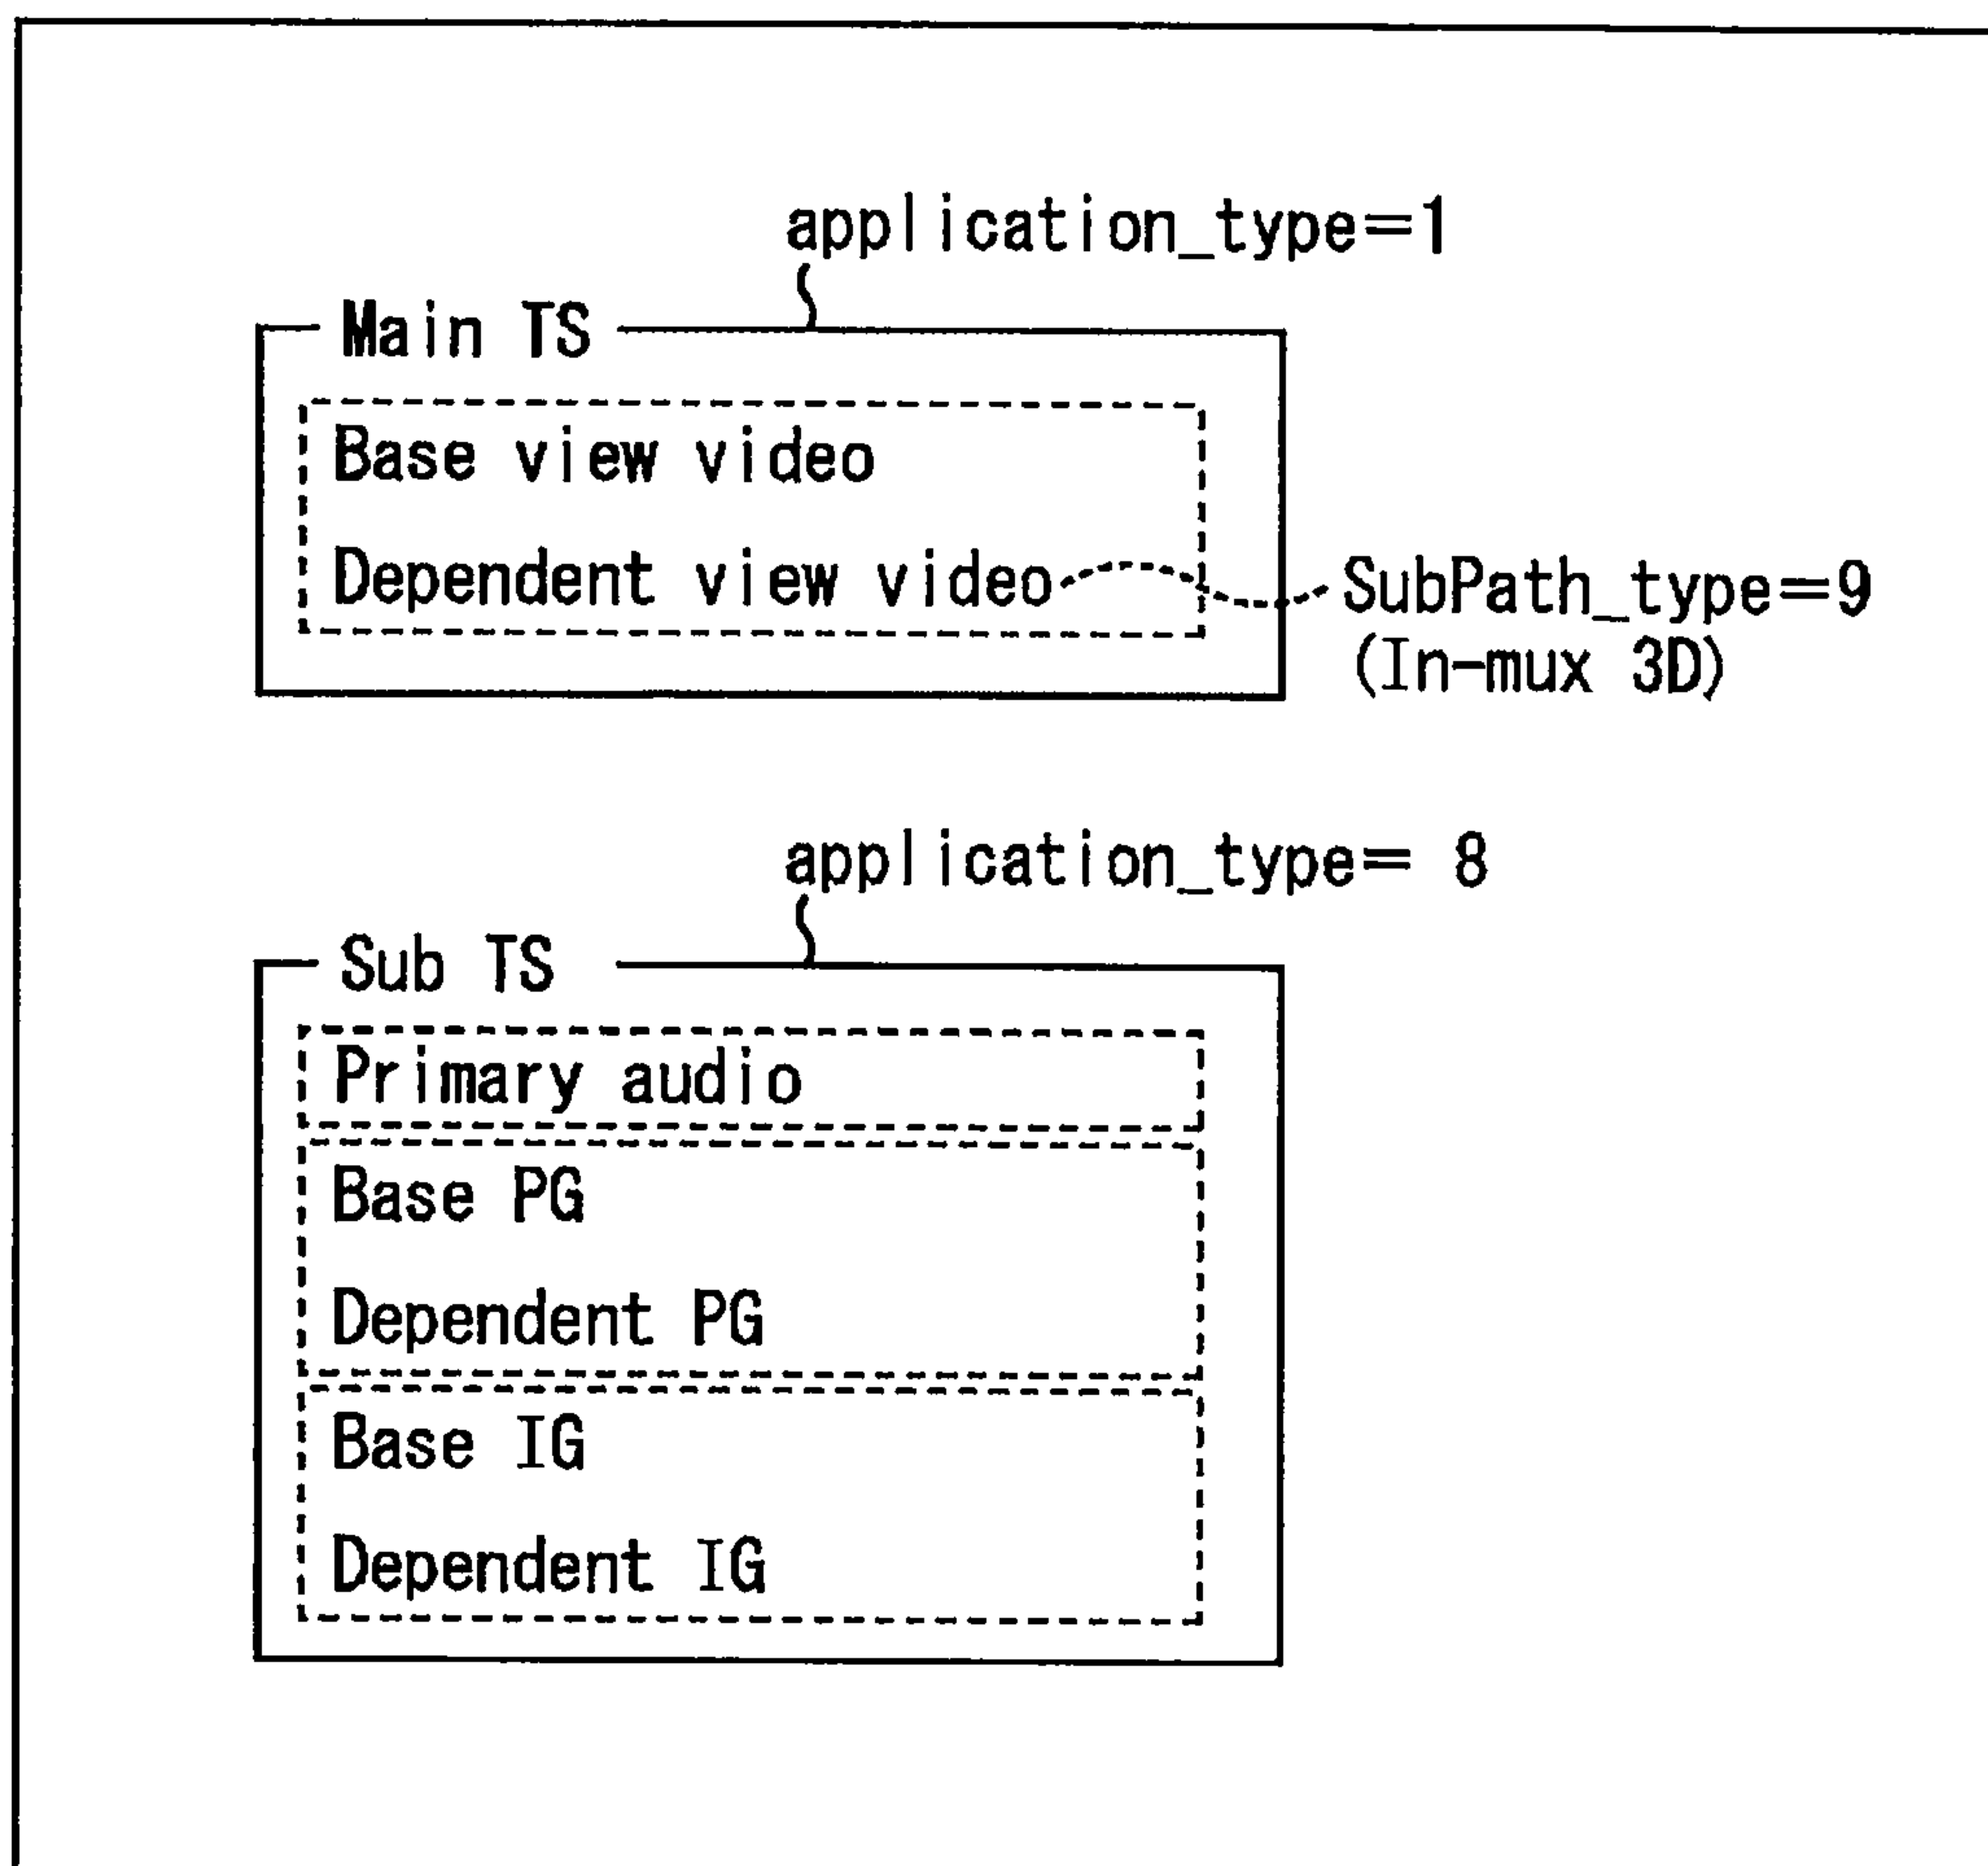 application_type=1
Main TS
Base view video
Dependent view video
SubPath_type=9
(In-mux 3D)
application_type= 8
Sub TS
Primary audio
Base PG
Dependent PG
Base IG
Dependent IG